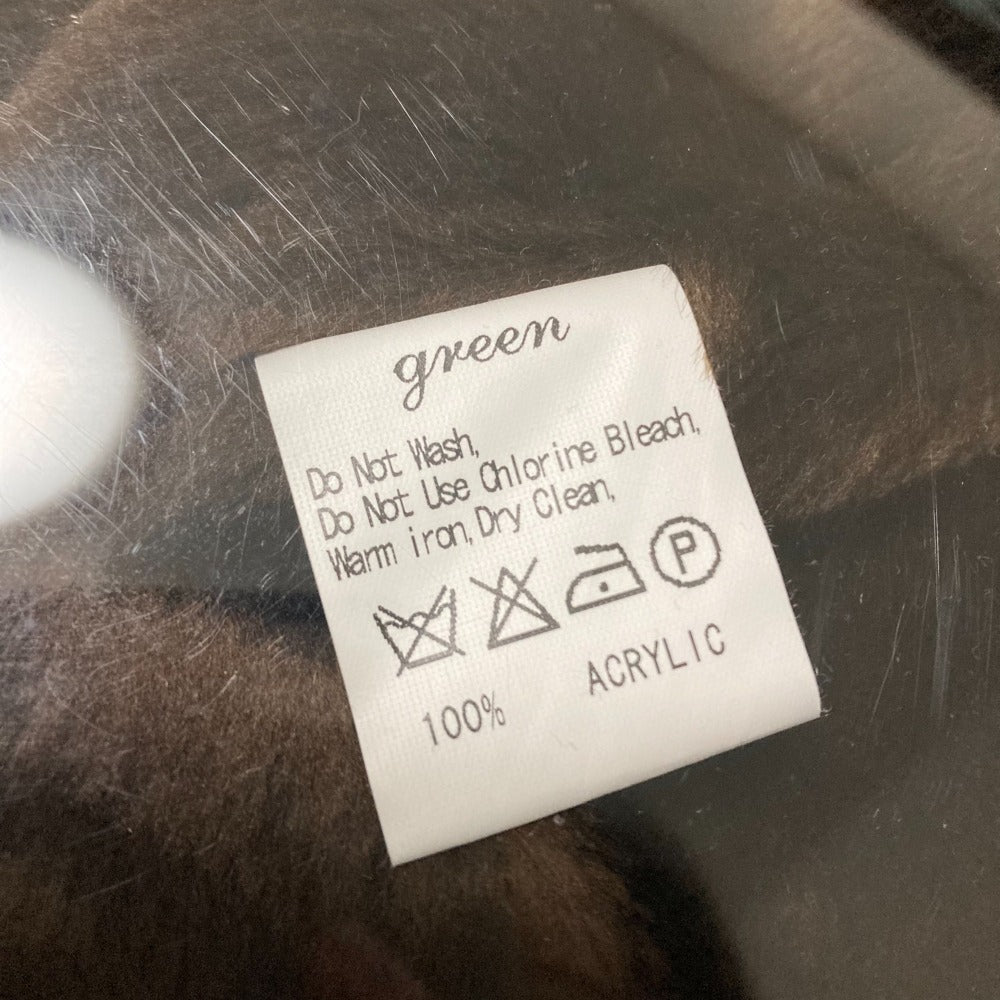 green
Do Not Wash,
Do Not Use Chlorine Bleach,
Warm iron, Dry Clean,
P
100% ACRYLIC